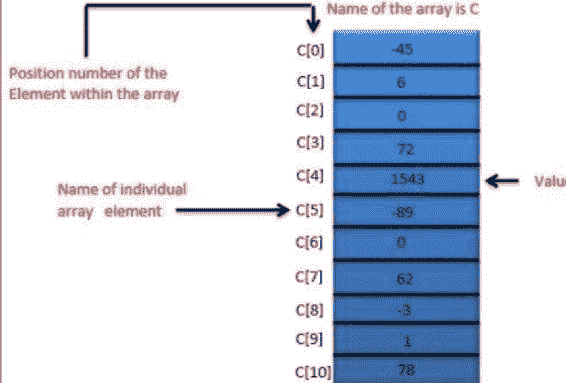 Name of the array is C
Position number of the
Element within the array
C[0] -45
C[1] 6
C[2] 0
C[3] 72
C[4] 1543
Value
Name of individual
array element
C[5] -89
C[6] 0
C[7] 62
C[8] -3
C[9] 1
C[10] 78